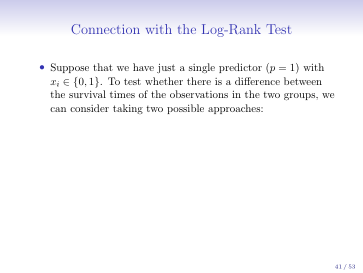 Connection with the Log-Rank Test
• Suppose that we have just a single predictor (p = 1) with
xᵢ ∈ {0, 1}. To test whether there is a difference between
the survival times of the observations in the two groups, we
can consider taking two possible approaches:
41 / 53